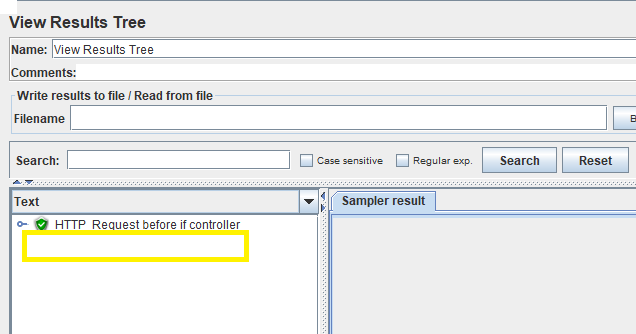 View Results Tree
Name: View Results Tree
Comments:
Write results to file / Read from file
Filename
B
Search: Case sensitive Regular exp. Search Reset
Text Sampler result
HTTP Request before if controller